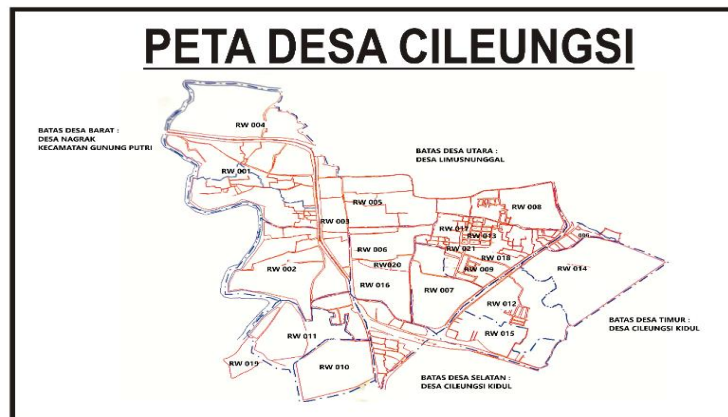 PETA DESA CILEUNGSI
RW 004
BATAS DESA BARAT :
DESA NAGRAK
KECAMATAN GUNUNG PUTRI
BATAS DESA UTARA :
DESA LIMUSNUNGGAL
RW 001
RW 005
RW 008
RW 003
RW 017
RW 013
RW 006
RW 021
RW 018
RW 002
RW020
RW 009
RW 014
RW 016
RW 007
RW 012
BATAS DESA TIMUR :
DESA CILEUNGSI KIDUL
RW 011
RW 015
RW 019
RW 010
BATAS DESA SELATAN :
DESA CILEUNGSI KIDUL